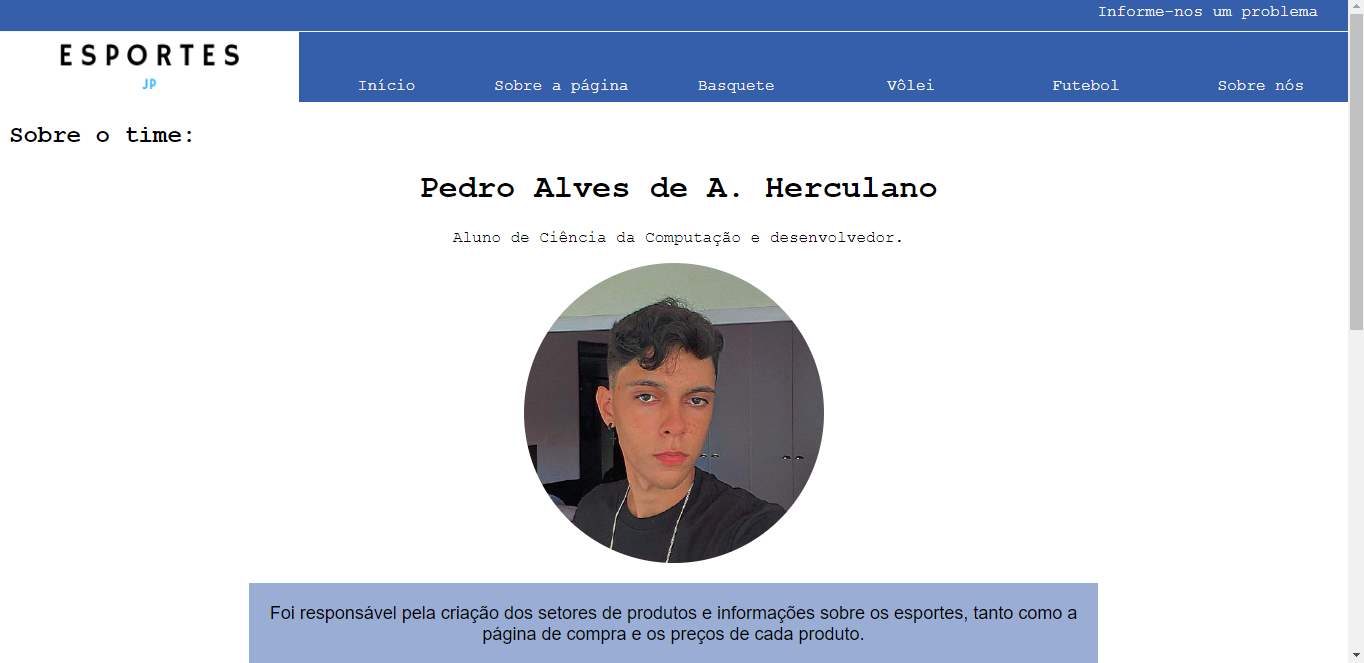 Informe-nos um problema
ESPORTES
JP
Início Sobre a página Basquete Vôlei Futebol Sobre nós
Sobre o time:
Pedro Alves de A. Herculano
Aluno de Ciência da Computação e desenvolvedor.
Foi responsável pela criação dos setores de produtos e informações sobre os esportes, tanto como a
página de compra e os preços de cada produto.